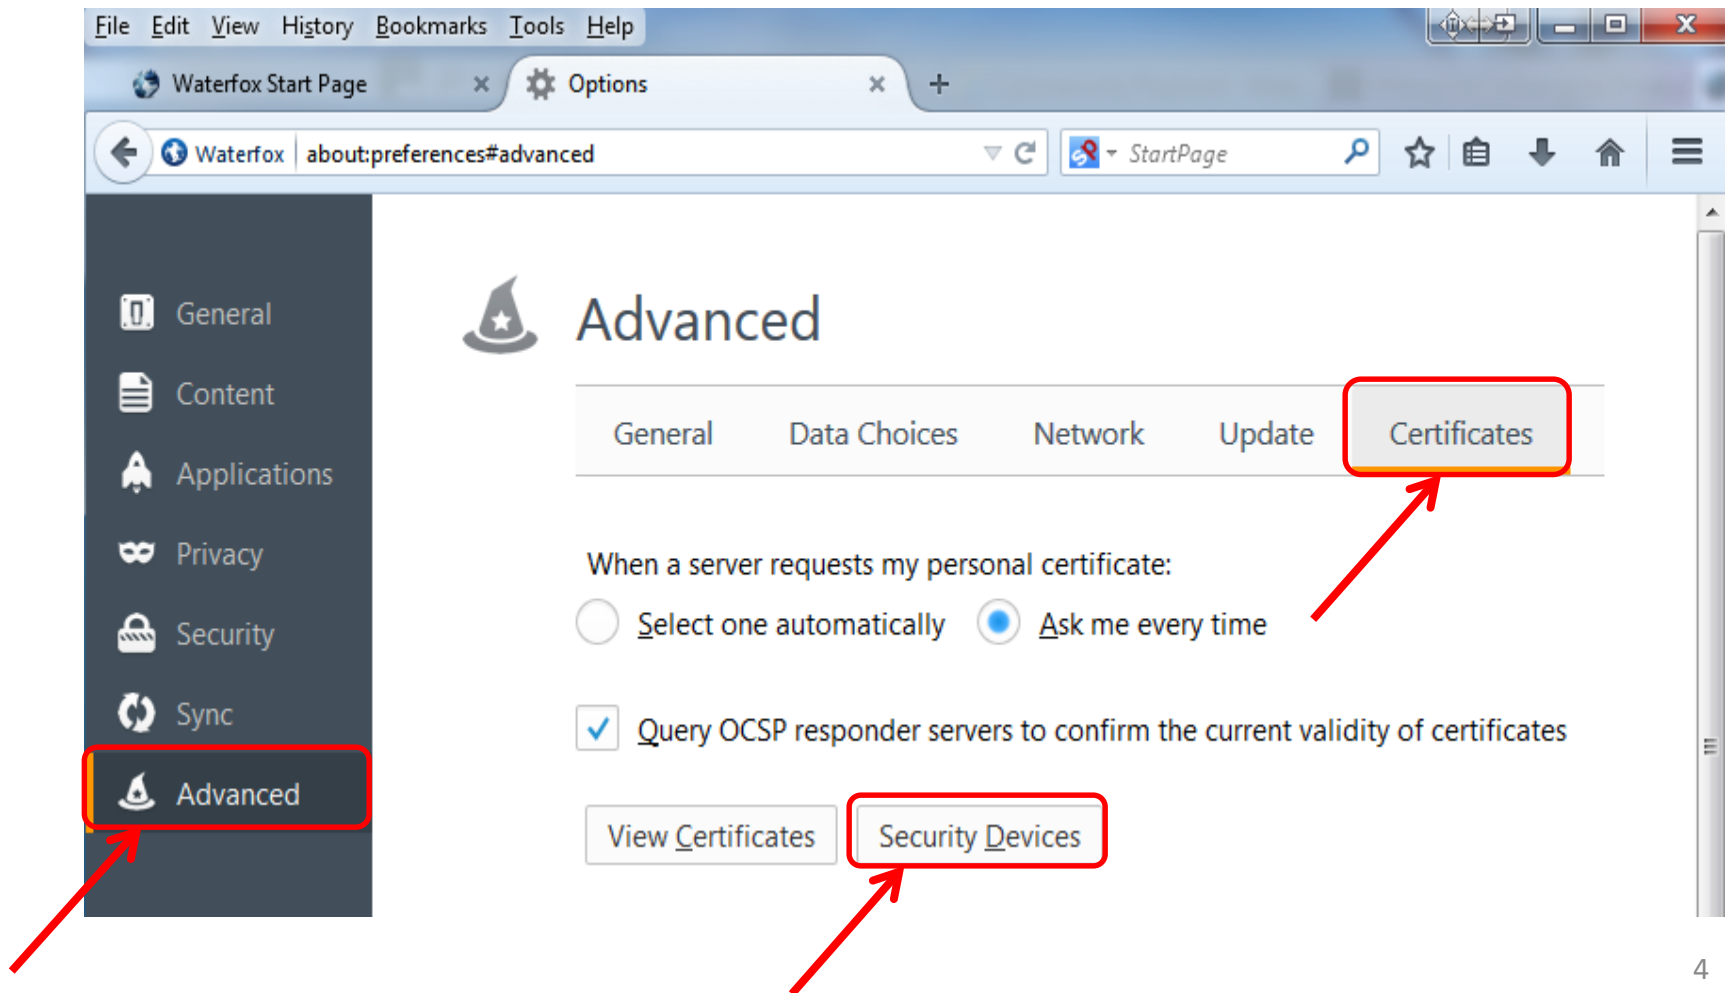 File Edit View History Bookmarks Tools Help
Waterfox Start Page
Options
Waterfox about:preferences#advanced
StartPage
General
Content
Applications
Privacy
Security
Sync
Advanced
Advanced
General Data Choices Network Update Certificates
When a server requests my personal certificate:
Select one automatically Ask me every time
Query OCSP responder servers to confirm the current validity of certificates
View Certificates Security Devices
4